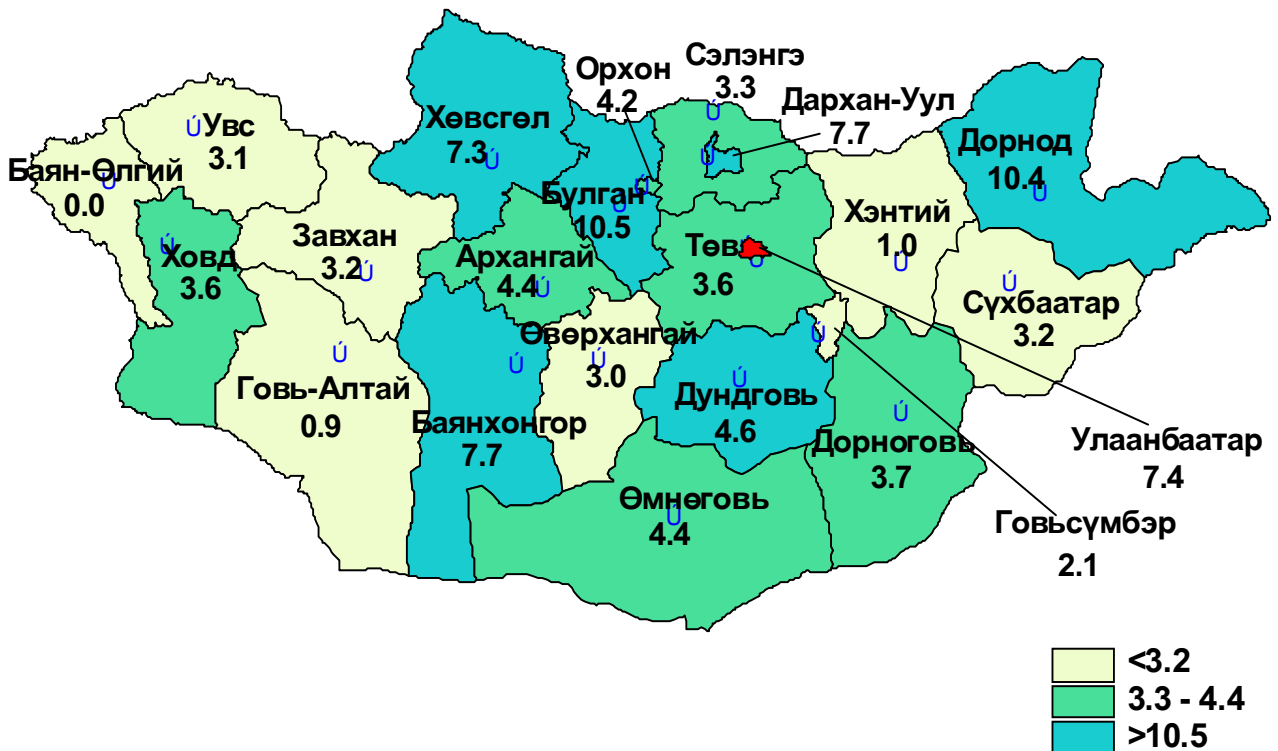 Орхон
4.2
Сэлэнгэ
3.3
Дархан-Уул
7.7
Увс
3.1
Хөвсгөл
7.3
Дорнод
10.4
Баян-Өлгий
0.0
Булган
10.5
Хэнтий
1.0
Ховд
3.6
Завхан
3.2
Архангай
4.4
Төв
3.6
Сүхбаатар
3.2
Өвөрхангай
3.0
Говь-Алтай
0.9
Баянхонгор
7.7
Дундговь
4.6
Дорноговь
3.7
Улаанбаатар
7.4
Өмнөговь
4.4
Говьсүмбэр
2.1
<3.2
3.3 - 4.4
>10.5